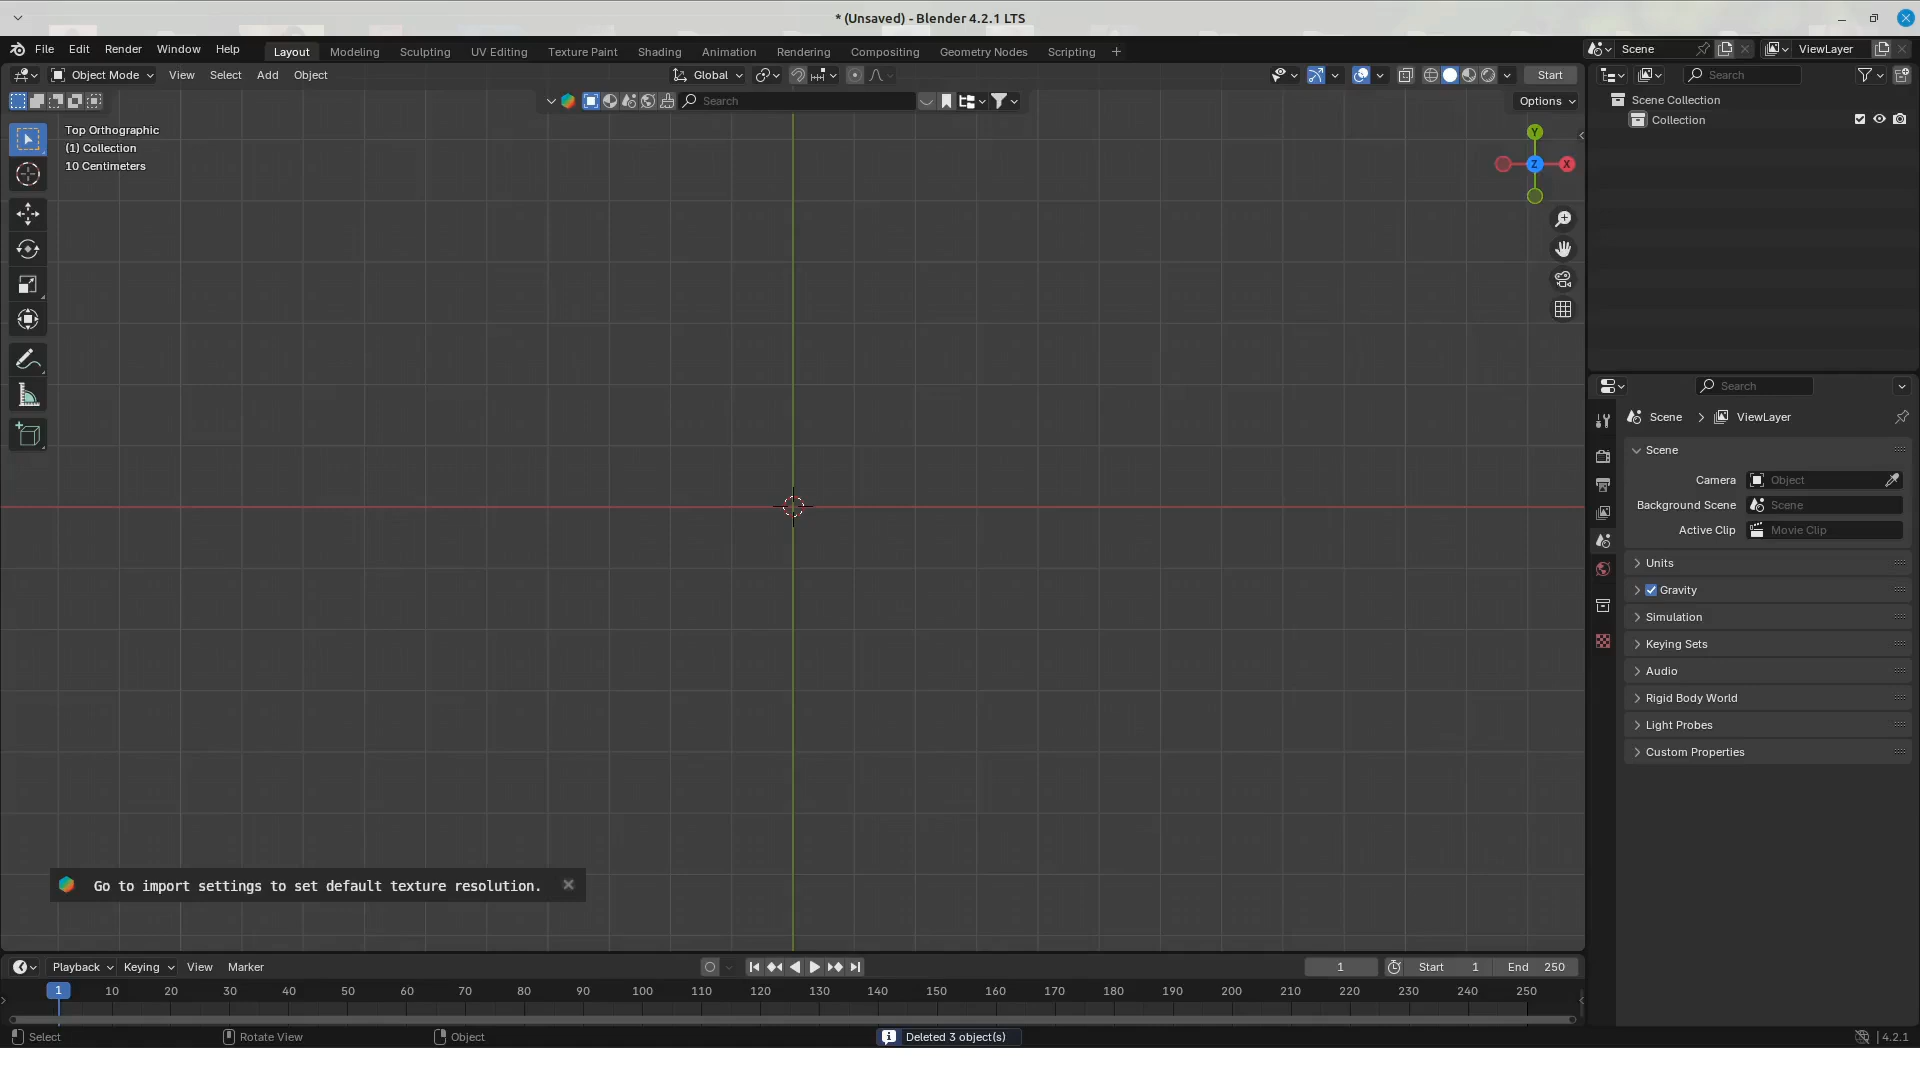 * (Unsaved) - Blender 4.2.1 LTS
File Edit Render Window Help Layout Modeling Sculpting UV Editing Texture Paint Shading Animation Rendering Compositing Geometry Nodes Scripting + Scene ViewLayer
Object Mode View Select Add Object Global Start Search
Search Options
Top Orthographic
(1) Collection
10 Centimeters
Y
Z X
Scene Collection
Collection
Search
Scene > ViewLayer
Scene
Camera Object
Background Scene Scene
Active Clip Movie Clip
Units
Gravity
Simulation
Keying Sets
Audio
Rigid Body World
Light Probes
Custom Properties
Go to import settings to set default texture resolution.
Playback Keying View Marker 1 Start 1 End 250
1 10 20 30 40 50 60 70 80 90 100 110 120 130 140 150 160 170 180 190 200 210 220 230 240 250
Select Rotate View Object Deleted 3 object(s) 4.2.1